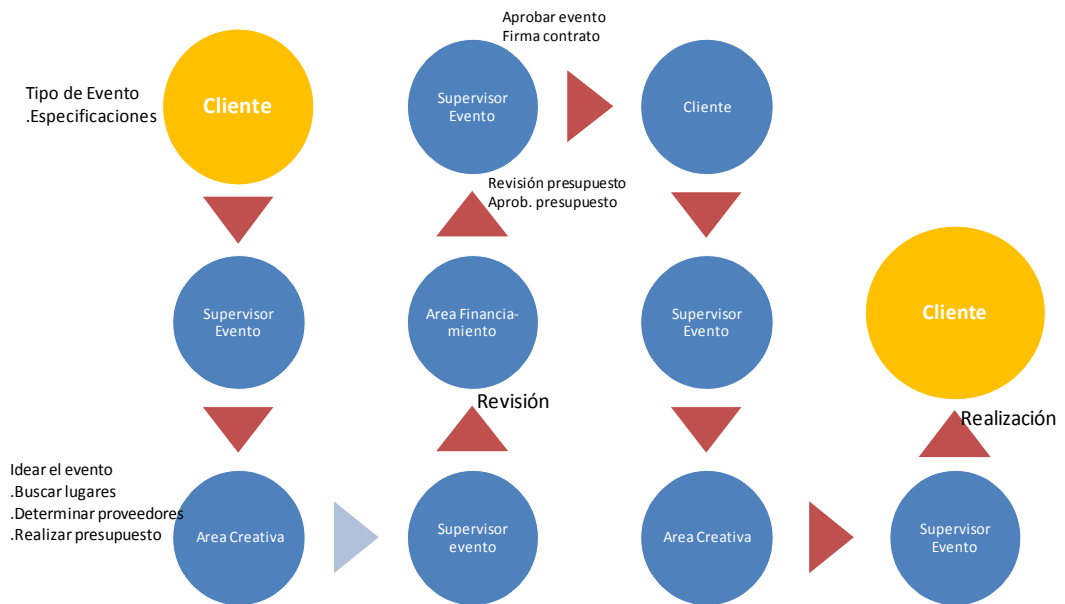 Tipo de Evento
.Especificaciones
Cliente
Supervisor
Evento
Idear el evento
.Buscar lugares
.Determinar proveedores
.Realizar presupuesto
Area Creativa
Supervisor
evento
Revisión
Area Financia-
miento
Revisión presupuesto
Aprob. presupuesto
Supervisor
Evento
Aprobar evento
Firma contrato
Cliente
Supervisor
Evento
Area Creativa
Supervisor
Evento
Realización
Cliente